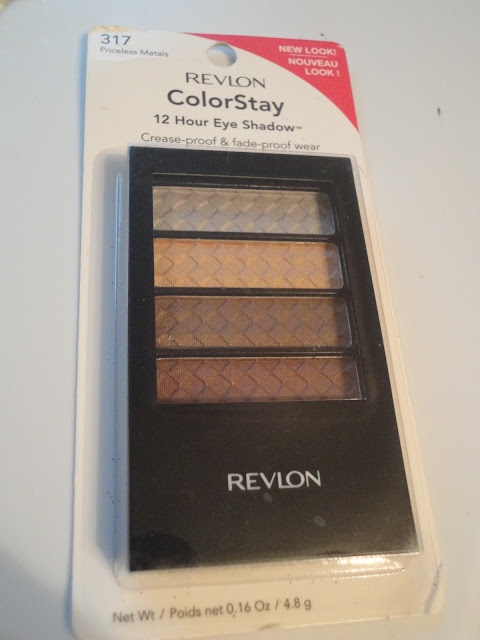 317
Priceless Metals
NEW LOOK!
NOUVEAU
LOOK!
REVLON
ColorStay
12 Hour Eye Shadow™
Crease-proof & fade-proof wear
REVLON
Net Wt / Poids net 0.16 Oz / 4.8 g